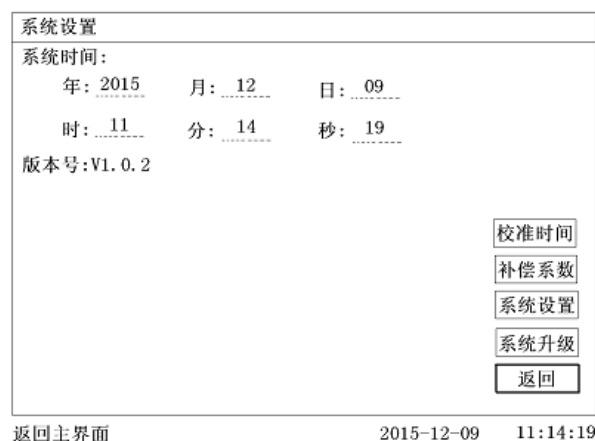 系统设置
系统时间:
年: 2015 月: 12 日: 09
时: 11 分: 14 秒: 19
版本号:V1.0.2
校准时间
补偿系数
系统设置
系统升级
返回
返回主界面 2015-12-09 11:14:19